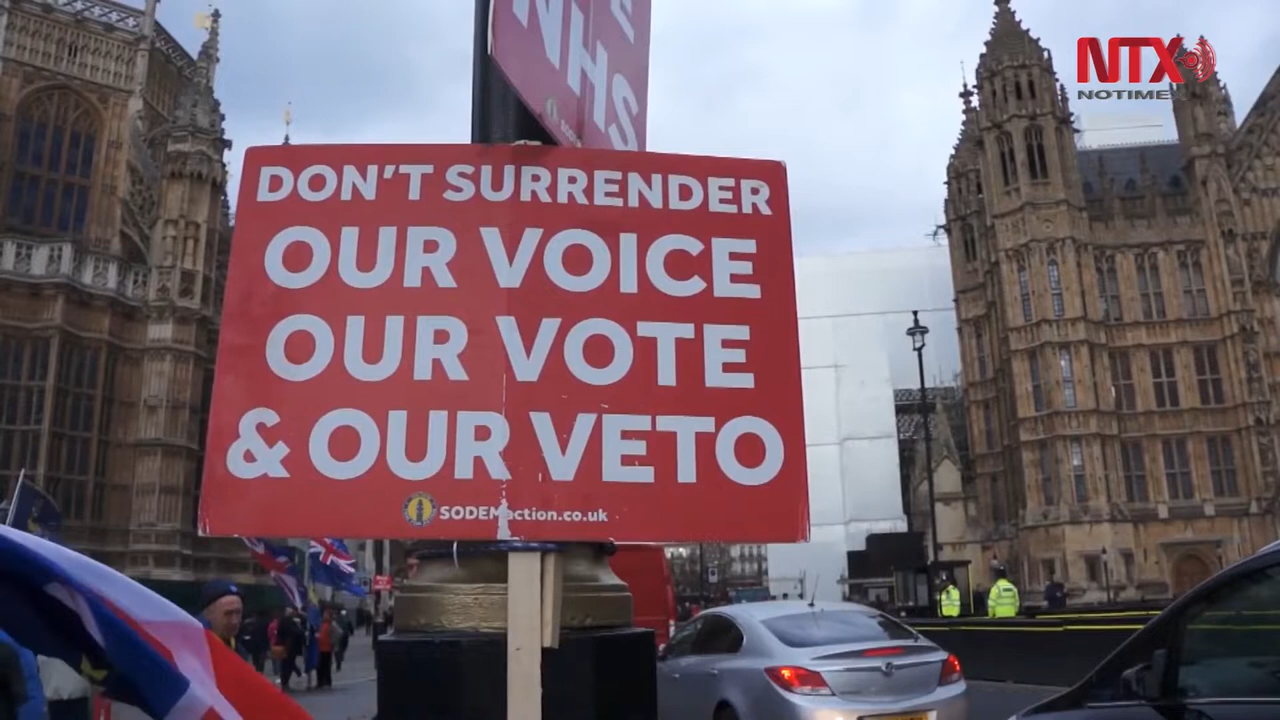 NHS
NTX
NOTIMEX
DON'T SURRENDER
OUR VOICE
OUR VOTE
& OUR VETO
SODEMaction.co.uk